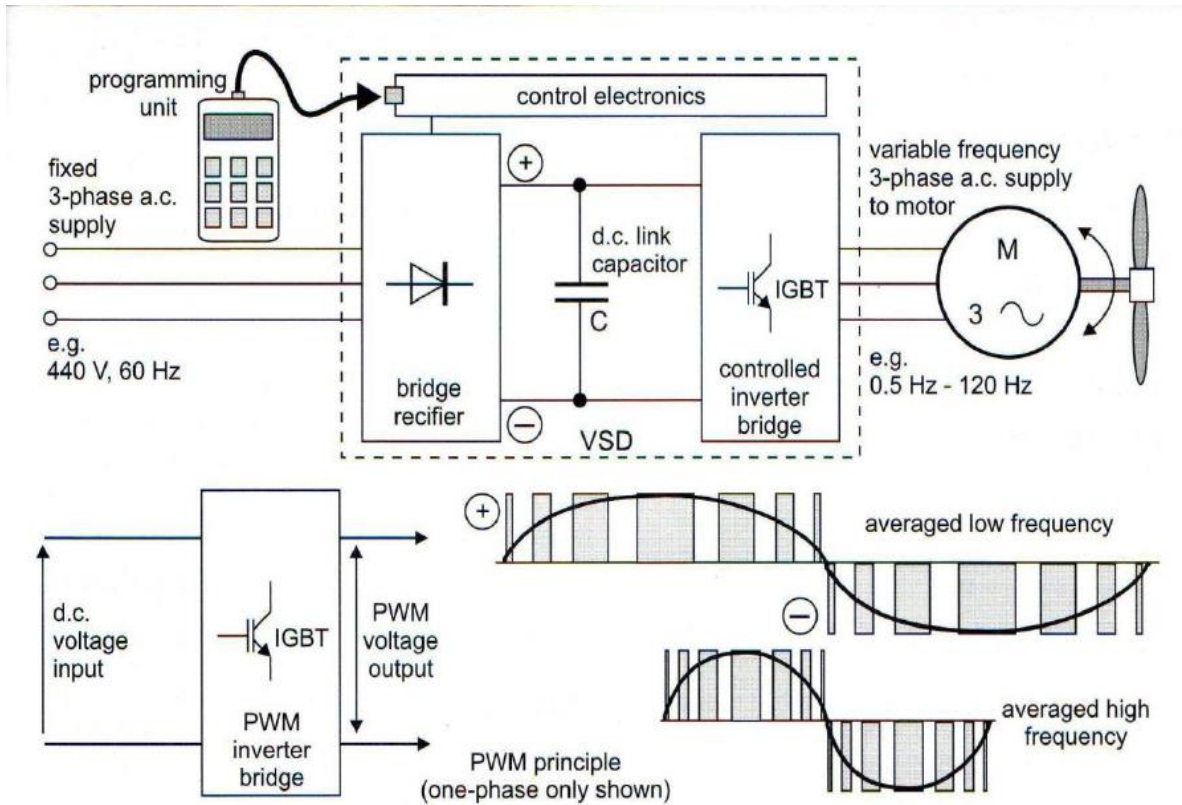 programming
unit
control electronics
fixed
3-phase a.c.
supply
+
variable frequency
3-phase a.c. supply
to motor
d.c. link
capacitor
C
IGBT
M
3
e.g.
440 V, 60 Hz
bridge
recifier
−
VSD
controlled
inverter
bridge
e.g.
0.5 Hz - 120 Hz
+
averaged low frequency
−
d.c.
voltage
input
IGBT
PWM
voltage
output
PWM
inverter
bridge
PWM principle
(one-phase only shown)
averaged high
frequency